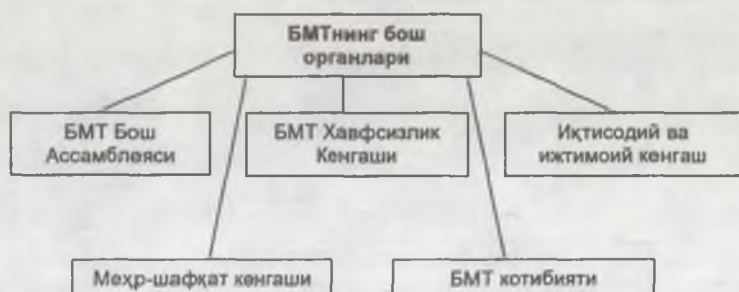 БМТнинг бош
органлари
БМТ Бош
Ассамблеяси
БМТ Хавфсизлик
Кенгаши
Иқтисодий ва
ижтимоий кенгаш
Меҳр-шафқат кенгаши
БМТ котибияти